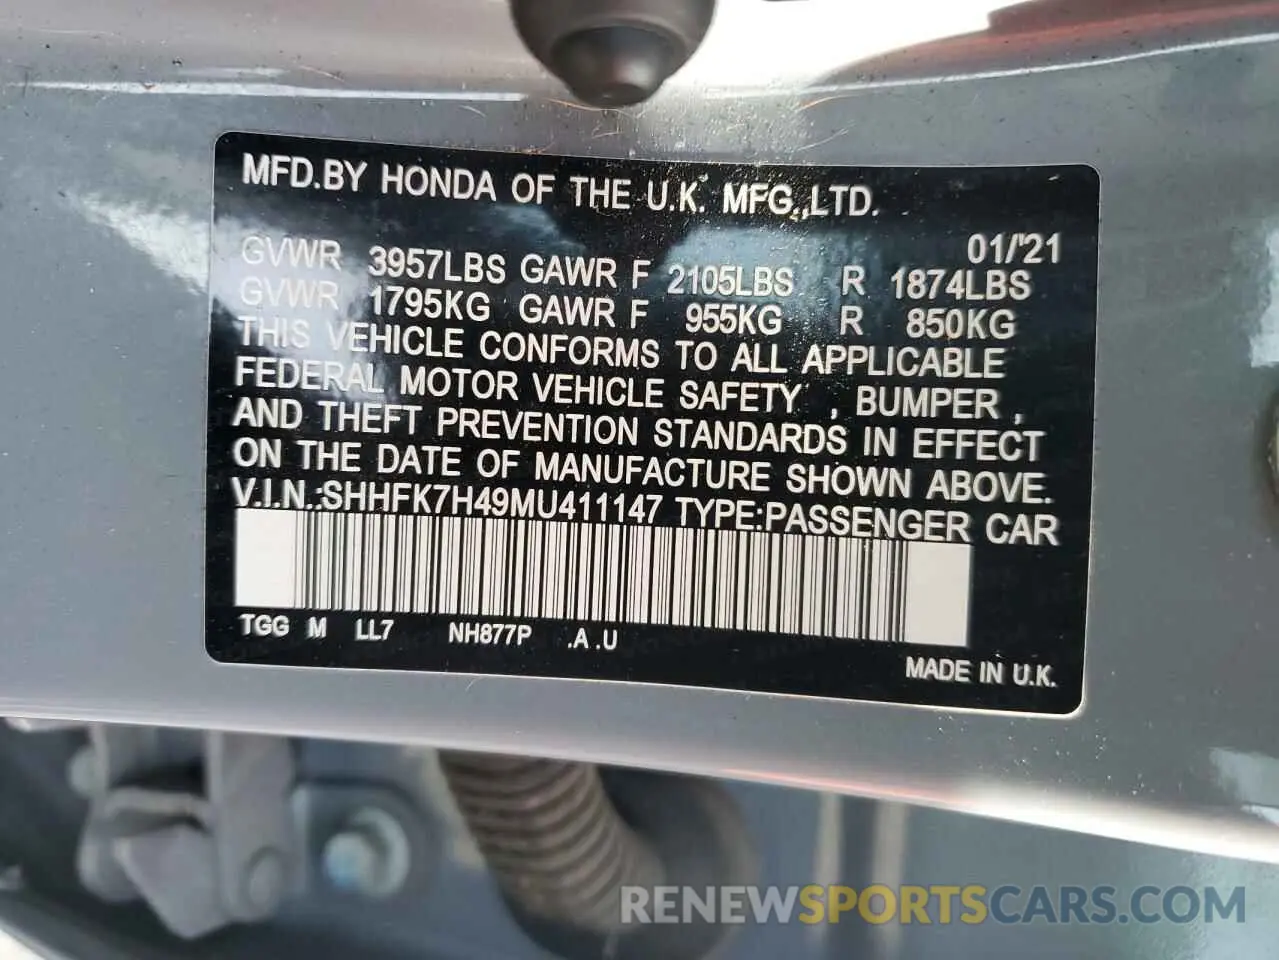 MFD.BY HONDA OF THE U.K. MFG.,LTD.
01/'21
GVWR 3957LBS GAWR F 2105LBS R 1874LBS
GVWR 1795KG GAWR F 955KG R 850KG
THIS VEHICLE CONFORMS TO ALL APPLICABLE
FEDERAL MOTOR VEHICLE SAFETY , BUMPER ,
AND THEFT PREVENTION STANDARDS IN EFFECT
ON THE DATE OF MANUFACTURE SHOWN ABOVE.
V.I.N.:SHHFK7H49MU411147 TYPE:PASSENGER CAR
TGG M LL7 NH877P .A .U
MADE IN U.K.
RENEWSPORTSCARS.COM